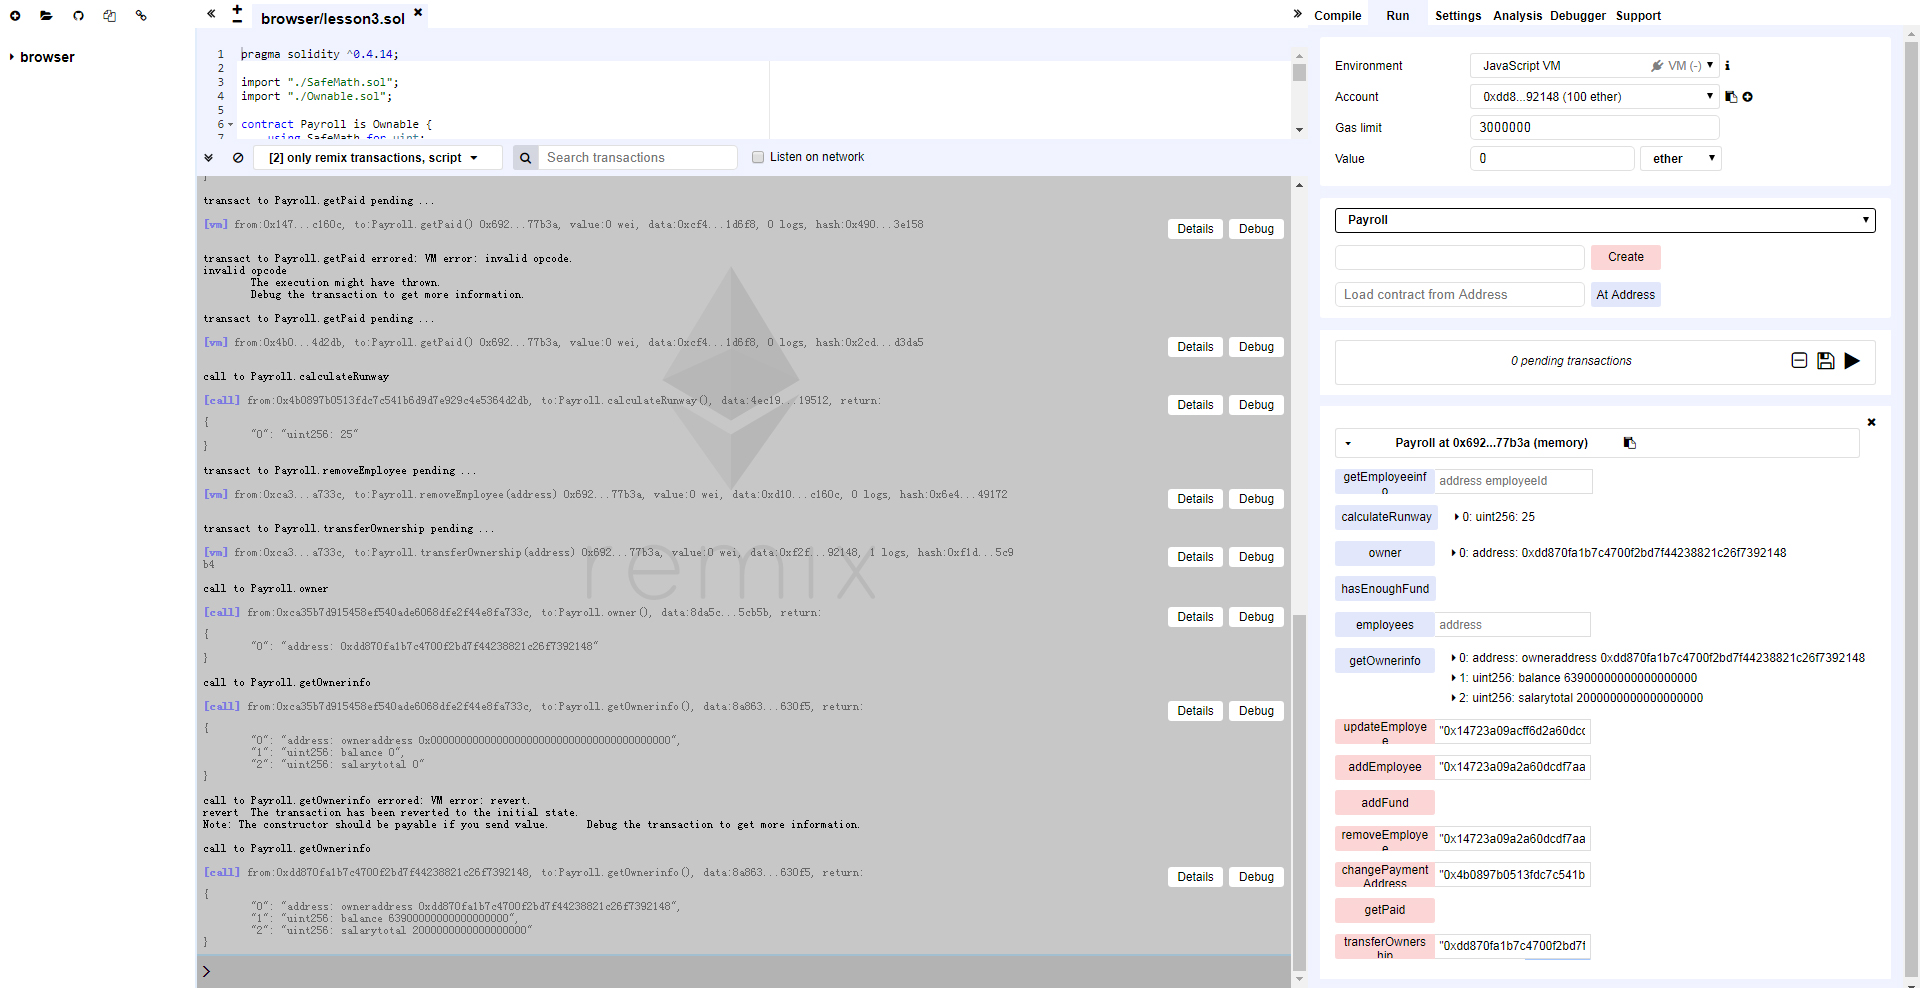 « + − browser/lesson3.sol ✖
» Compile Run Settings Analysis Debugger Support
browser
1 pragma solidity ^0.4.14;
2
3 import "./SafeMath.sol";
4 import "./Ownable.sol";
5
6 contract Payroll is Ownable {
7 using SafeMath for uint;
[2] only remix transactions, script
Search transactions
Listen on network
}
transact to Payroll.getPaid pending ...
[vm] from:0x147...c160c, to:Payroll.getPaid() 0x692...77b3a, value:0 wei, data:0xcf4...1d6f8, 0 logs, hash:0x490...3e158
Details Debug
transact to Payroll.getPaid errored: VM error: invalid opcode.
invalid opcode
The execution might have thrown.
Debug the transaction to get more information.
transact to Payroll.getPaid pending ...
[vm] from:0x4b0...4d2db, to:Payroll.getPaid() 0x692...77b3a, value:0 wei, data:0xcf4...1d6f8, 0 logs, hash:0x2cd...d3da5
Details Debug
call to Payroll.calculateRunway
[call] from:0x4b0897b0513fdc7c541b6d9d7e929c4e5364d2db, to:Payroll.calculateRunway(), data:4ec19...19512, return:
Details Debug
{
"0": "uint256: 25"
}
transact to Payroll.removeEmployee pending ...
[vm] from:0xca3...a733c, to:Payroll.removeEmployee(address) 0x692...77b3a, value:0 wei, data:0xd10...c160c, 0 logs, hash:0x6e4...49172
Details Debug
transact to Payroll.transferOwnership pending ...
[vm] from:0xca3...a733c, to:Payroll.transferOwnership(address) 0x692...77b3a, value:0 wei, data:0xf2f...92148, 1 logs, hash:0xf1d...5c9
b4
Details Debug
remix
call to Payroll.owner
[call] from:0xca35b7d915458ef540ade6068dfe2f44e8fa733c, to:Payroll.owner(), data:8da5c...5cb5b, return:
Details Debug
{
"0": "address: 0xdd870fa1b7c4700f2bd7f44238821c26f7392148"
}
call to Payroll.getOwnerinfo
[call] from:0xca35b7d915458ef540ade6068dfe2f44e8fa733c, to:Payroll.getOwnerinfo(), data:8a863...630f5, return:
Details Debug
{
"0": "address: owneraddress 0x0000000000000000000000000000000000000000",
"1": "uint256: balance 0",
"2": "uint256: salarytotal 0"
}
call to Payroll.getOwnerinfo errored: VM error: revert.
revert The transaction has been reverted to the initial state.
Note: The constructor should be payable if you send value. Debug the transaction to get more information.
call to Payroll.getOwnerinfo
[call] from:0xdd870fa1b7c4700f2bd7f44238821c26f7392148, to:Payroll.getOwnerinfo(), data:8a863...630f5, return:
Details Debug
{
"0": "address: owneraddress 0xdd870fa1b7c4700f2bd7f44238821c26f7392148",
"1": "uint256: balance 63900000000000000000",
"2": "uint256: salarytotal 2000000000000000000"
}
>
Environment JavaScript VM VM (-)
Account 0xdd8...92148 (100 ether)
Gas limit 3000000
Value 0 ether
Payroll
Create
Load contract from Address At Address
0 pending transactions
Payroll at 0x692...77b3a (memory)
getEmployeeinfo address employeeId
calculateRunway 0: uint256: 25
owner 0: address: 0xdd870fa1b7c4700f2bd7f44238821c26f7392148
hasEnoughFund
employees address
getOwnerinfo 0: address: owneraddress 0xdd870fa1b7c4700f2bd7f44238821c26f7392148
1: uint256: balance 63900000000000000000
2: uint256: salarytotal 2000000000000000000
updateEmployee "0x14723a09acff6d2a60dcc
addEmployee "0x14723a09a2a60dcdf7aa
addFund
removeEmployee "0x14723a09a2a60dcdf7aa
changePaymentAddress "0x4b0897b0513fdc7c541b
getPaid
transferOwnership "0xdd870fa1b7c4700f2bd7f